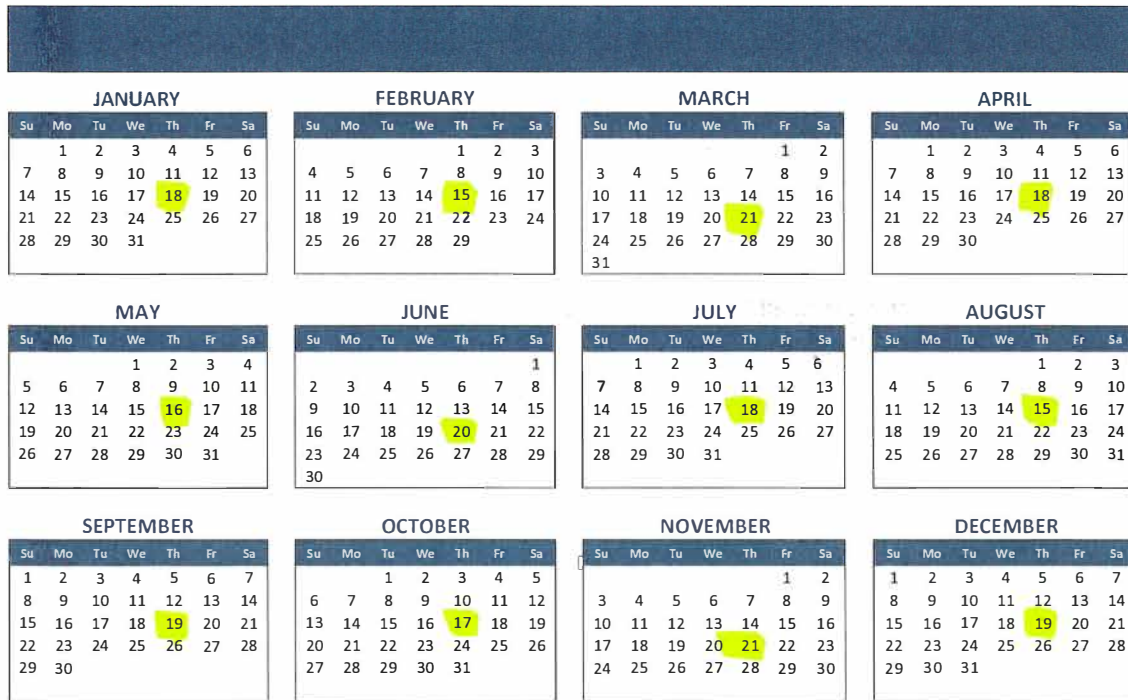 JANUARY
Su Mo Tu We Th Fr Sa
1 2 3 4 5 6
7 8 9 10 11 12 13
14 15 16 17 18 19 20
21 22 23 24 25 26 27
28 29 30 31
FEBRUARY
Su Mo Tu We Th Fr Sa
1 2 3
4 5 6 7 8 9 10
11 12 13 14 15 16 17
18 19 20 21 22 23 24
25 26 27 28 29
MARCH
Su Mo Tu We Th Fr Sa
1 2
3 4 5 6 7 8 9
10 11 12 13 14 15 16
17 18 19 20 21 22 23
24 25 26 27 28 29 30
31
APRIL
Su Mo Tu We Th Fr Sa
1 2 3 4 5 6
7 8 9 10 11 12 13
14 15 16 17 18 19 20
21 22 23 24 25 26 27
28 29 30
MAY
Su Mo Tu We Th Fr Sa
1 2 3 4
5 6 7 8 9 10 11
12 13 14 15 16 17 18
19 20 21 22 23 24 25
26 27 28 29 30 31
JUNE
Su Mo Tu We Th Fr Sa
1
2 3 4 5 6 7 8
9 10 11 12 13 14 15
16 17 18 19 20 21 22
23 24 25 26 27 28 29
30
JULY
Su Mo Tu We Th Fr Sa
1 2 3 4 5 6
7 8 9 10 11 12 13
14 15 16 17 18 19 20
21 22 23 24 25 26 27
28 29 30 31
AUGUST
Su Mo Tu We Th Fr Sa
1 2 3
4 5 6 7 8 9 10
11 12 13 14 15 16 17
18 19 20 21 22 23 24
25 26 27 28 29 30 31
SEPTEMBER
Su Mo Tu We Th Fr Sa
1 2 3 4 5 6 7
8 9 10 11 12 13 14
15 16 17 18 19 20 21
22 23 24 25 26 27 28
29 30
OCTOBER
Su Mo Tu We Th Fr Sa
1 2 3 4 5
6 7 8 9 10 11 12
13 14 15 16 17 18 19
20 21 22 23 24 25 26
27 28 29 30 31
NOVEMBER
Su Mo Tu We Th Fr Sa
1 2
3 4 5 6 7 8 9
10 11 12 13 14 15 16
17 18 19 20 21 22 23
24 25 26 27 28 29 30
DECEMBER
Su Mo Tu We Th Fr Sa
1 2 3 4 5 6 7
8 9 10 11 12 13 14
15 16 17 18 19 20 21
22 23 24 25 26 27 28
29 30 31